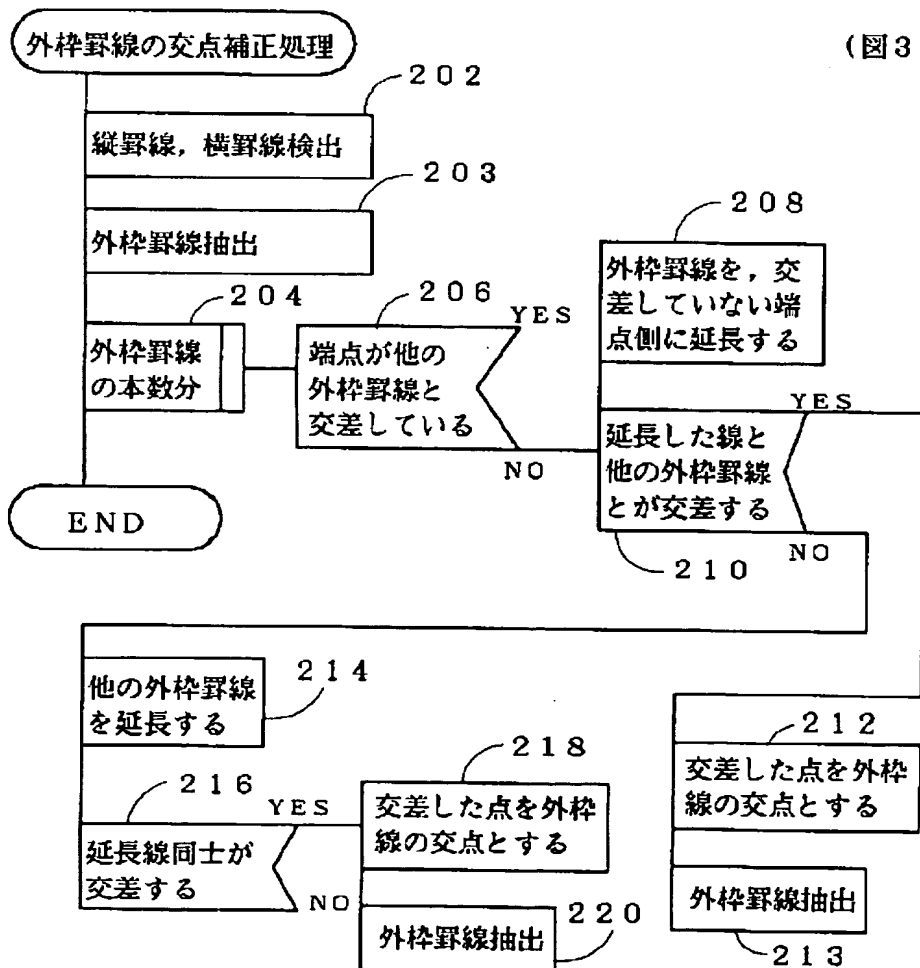 外枠罫線の交点補正処理
(図3
202
縦罫線，横罫線検出
203
外枠罫線抽出
204
外枠罫線
の本数分
206
YES
端点が他の
外枠罫線と
交差している
NO
208
外枠罫線を，交
差していない端
点側に延長する
YES
延長した線と
他の外枠罫線
とが交差する
NO
210
END
214
他の外枠罫線
を延長する
216
YES
延長線同士が
交差する
NO
218
交差した点を外枠
線の交点とする
220
外枠罫線抽出
212
交差した点を外枠
線の交点とする
外枠罫線抽出
213